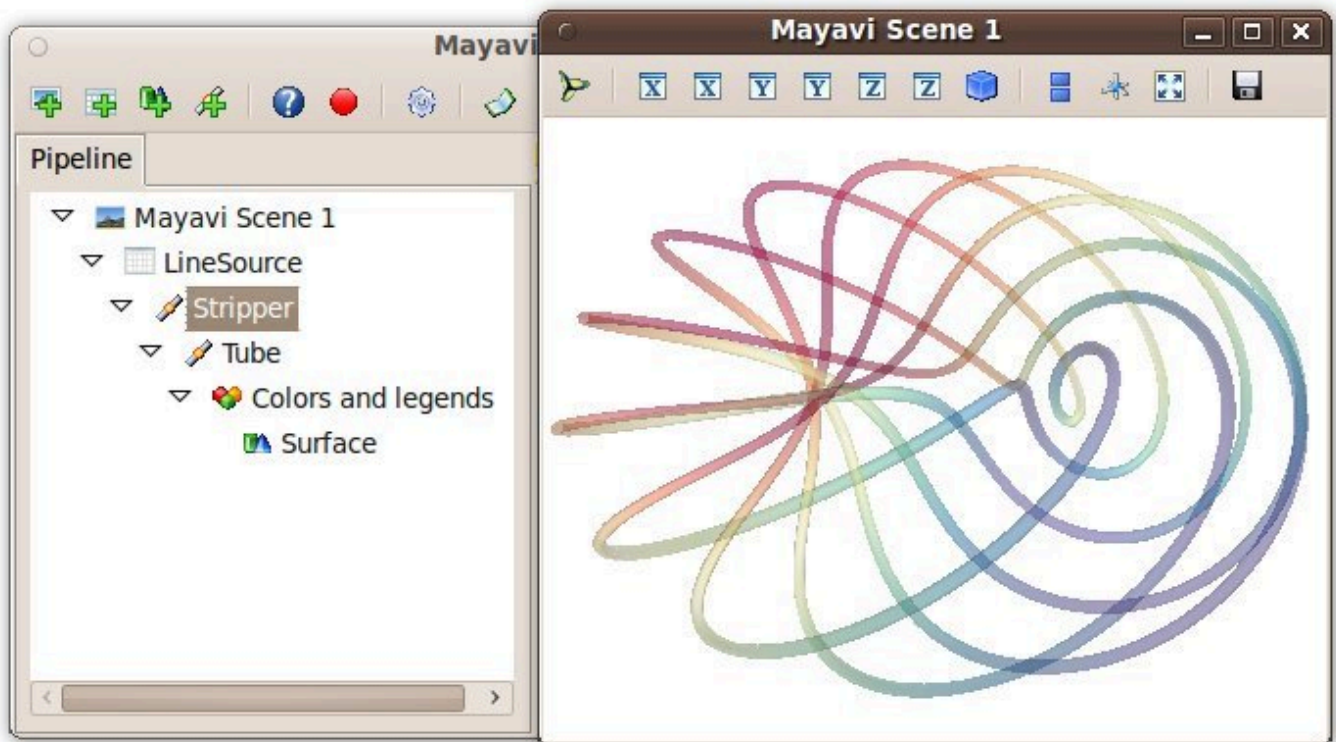 Mayavi
Mayavi Scene 1
X X Y Y Z Z
Pipeline
Mayavi Scene 1
LineSource
Stripper
Tube
Colors and legends
Surface